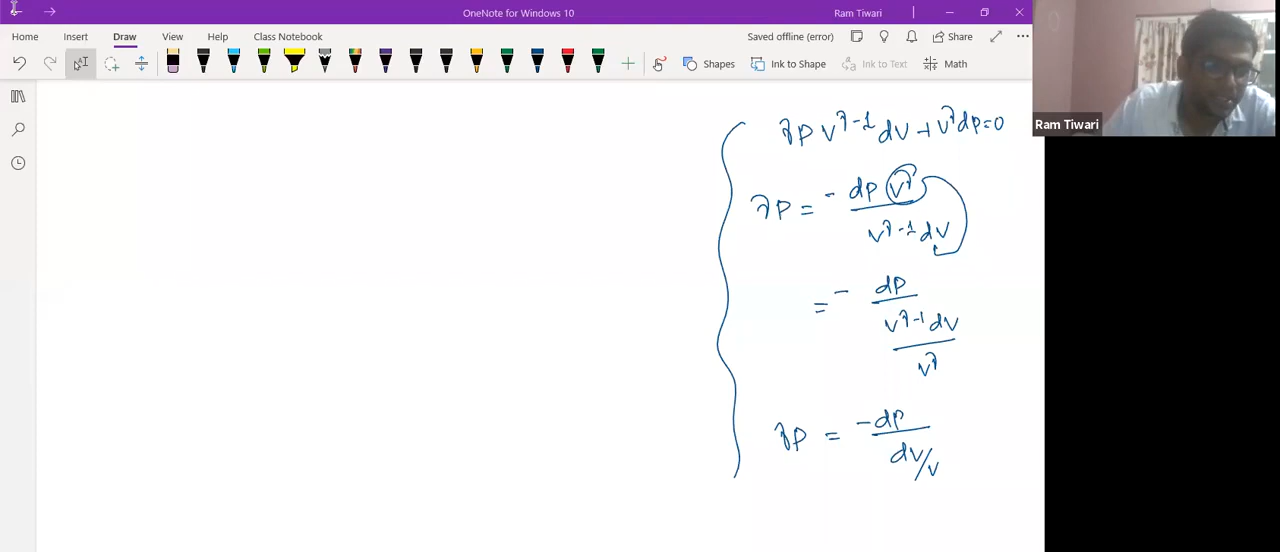 OneNote for Windows 10
Ram Tiwari
Home Insert Draw View Help Class Notebook
Saved offline (error)
Share
Shapes
Ink to Shape
Ink to Text
Math
Ram Tiwari
γP V^γ-1 dV + V^γ dP = 0
γP = - dP V^γ / V^γ-1 dV
= - dP / V^γ-1 dV / V^γ
γP = -dP / dV/V